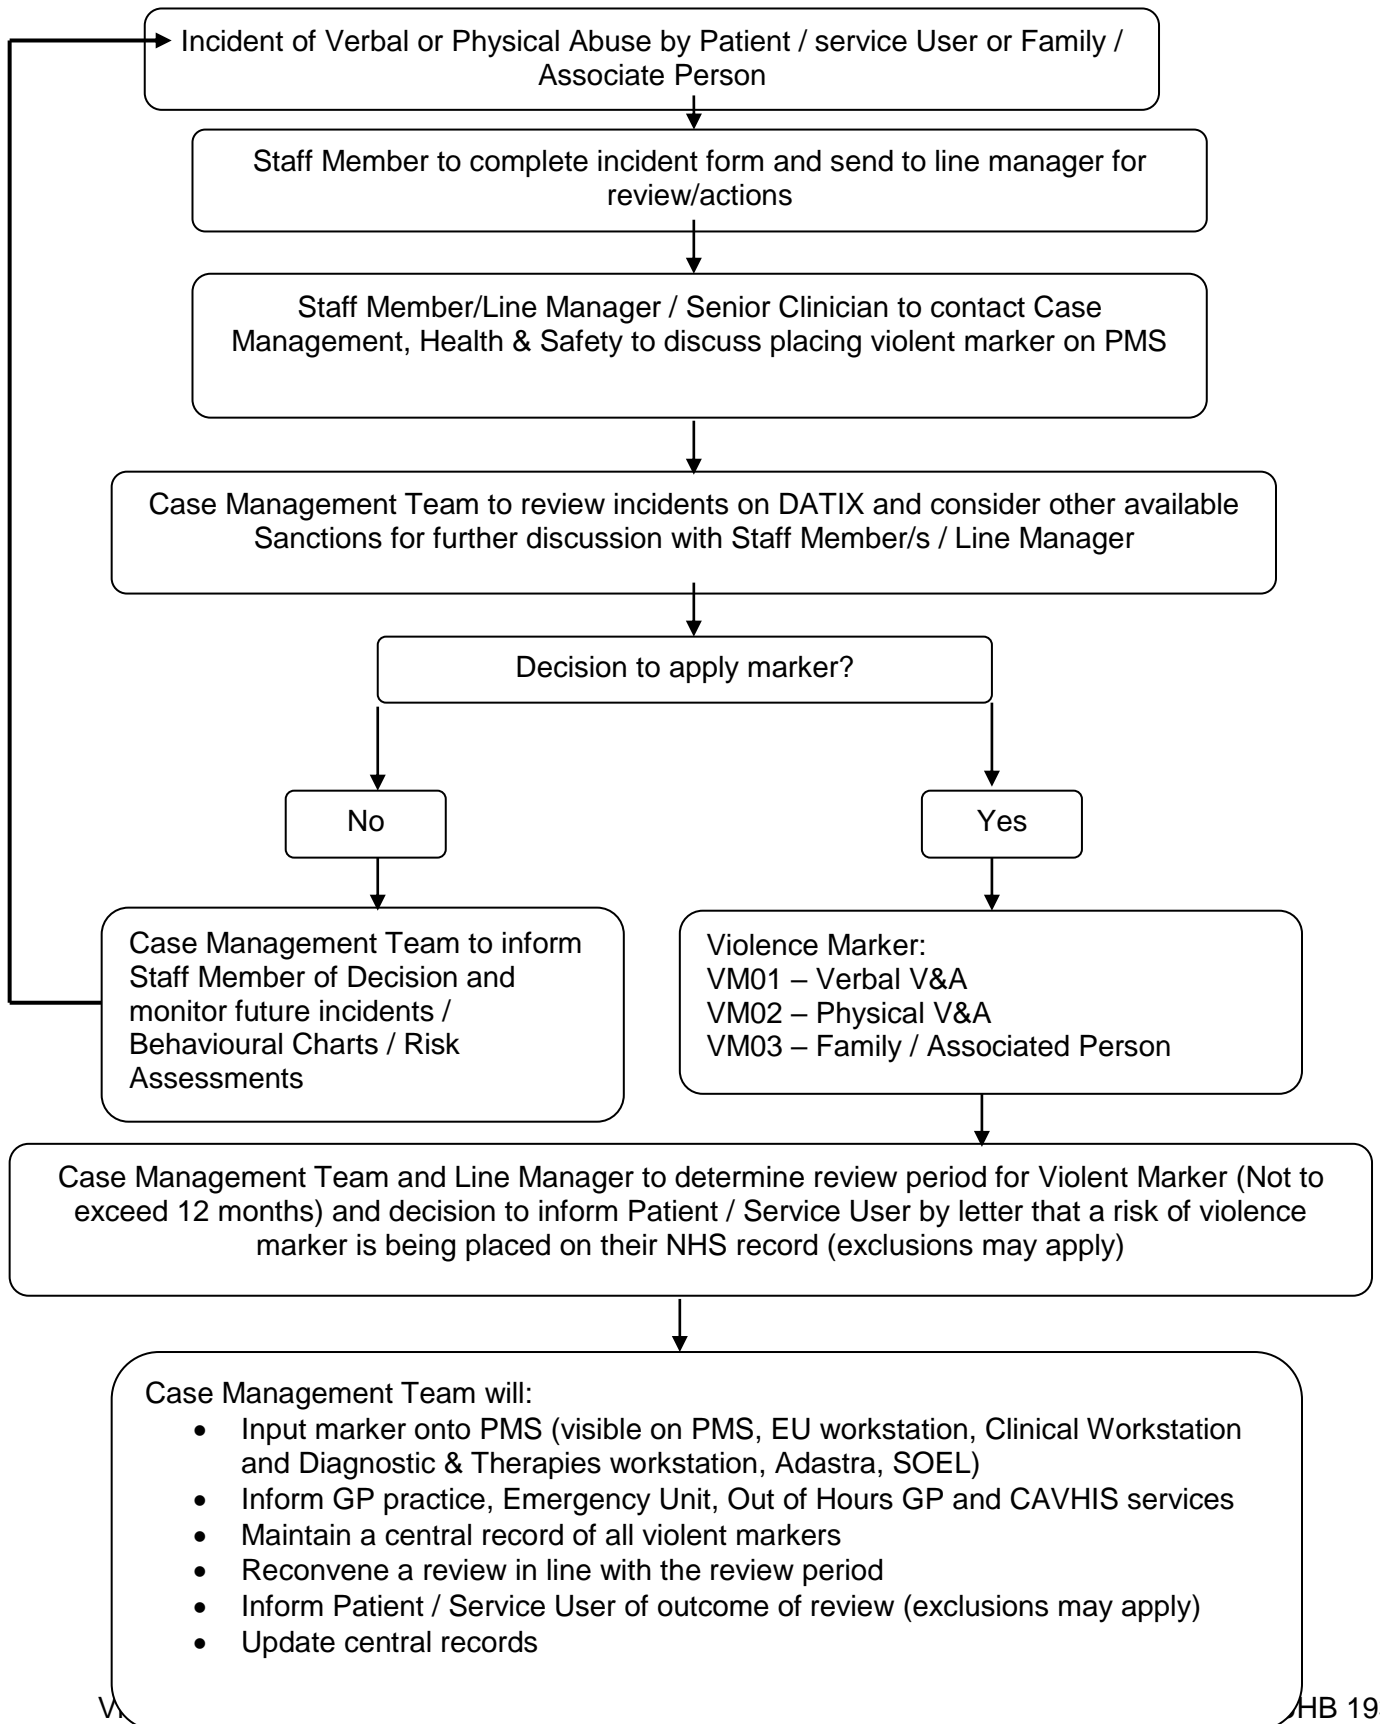 Incident of Verbal or Physical Abuse by Patient / service User or Family /
Associate Person
Staff Member to complete incident form and send to line manager for
review/actions
Staff Member/Line Manager / Senior Clinician to contact Case
Management, Health & Safety to discuss placing violent marker on PMS
Case Management Team to review incidents on DATIX and consider other available
Sanctions for further discussion with Staff Member/s / Line Manager
Decision to apply marker?
No
Yes
Case Management Team to inform
Staff Member of Decision and
monitor future incidents /
Behavioural Charts / Risk
Assessments
Violence Marker:
VM01 – Verbal V&A
VM02 – Physical V&A
VM03 – Family / Associated Person
Case Management Team and Line Manager to determine review period for Violent Marker (Not to
exceed 12 months) and decision to inform Patient / Service User by letter that a risk of violence
marker is being placed on their NHS record (exclusions may apply)
Case Management Team will:
• Input marker onto PMS (visible on PMS, EU workstation, Clinical Workstation
and Diagnostic & Therapies workstation, Adastra, SOEL)
• Inform GP practice, Emergency Unit, Out of Hours GP and CAVHIS services
• Maintain a central record of all violent markers
• Reconvene a review in line with the review period
• Inform Patient / Service User of outcome of review (exclusions may apply)
• Update central records